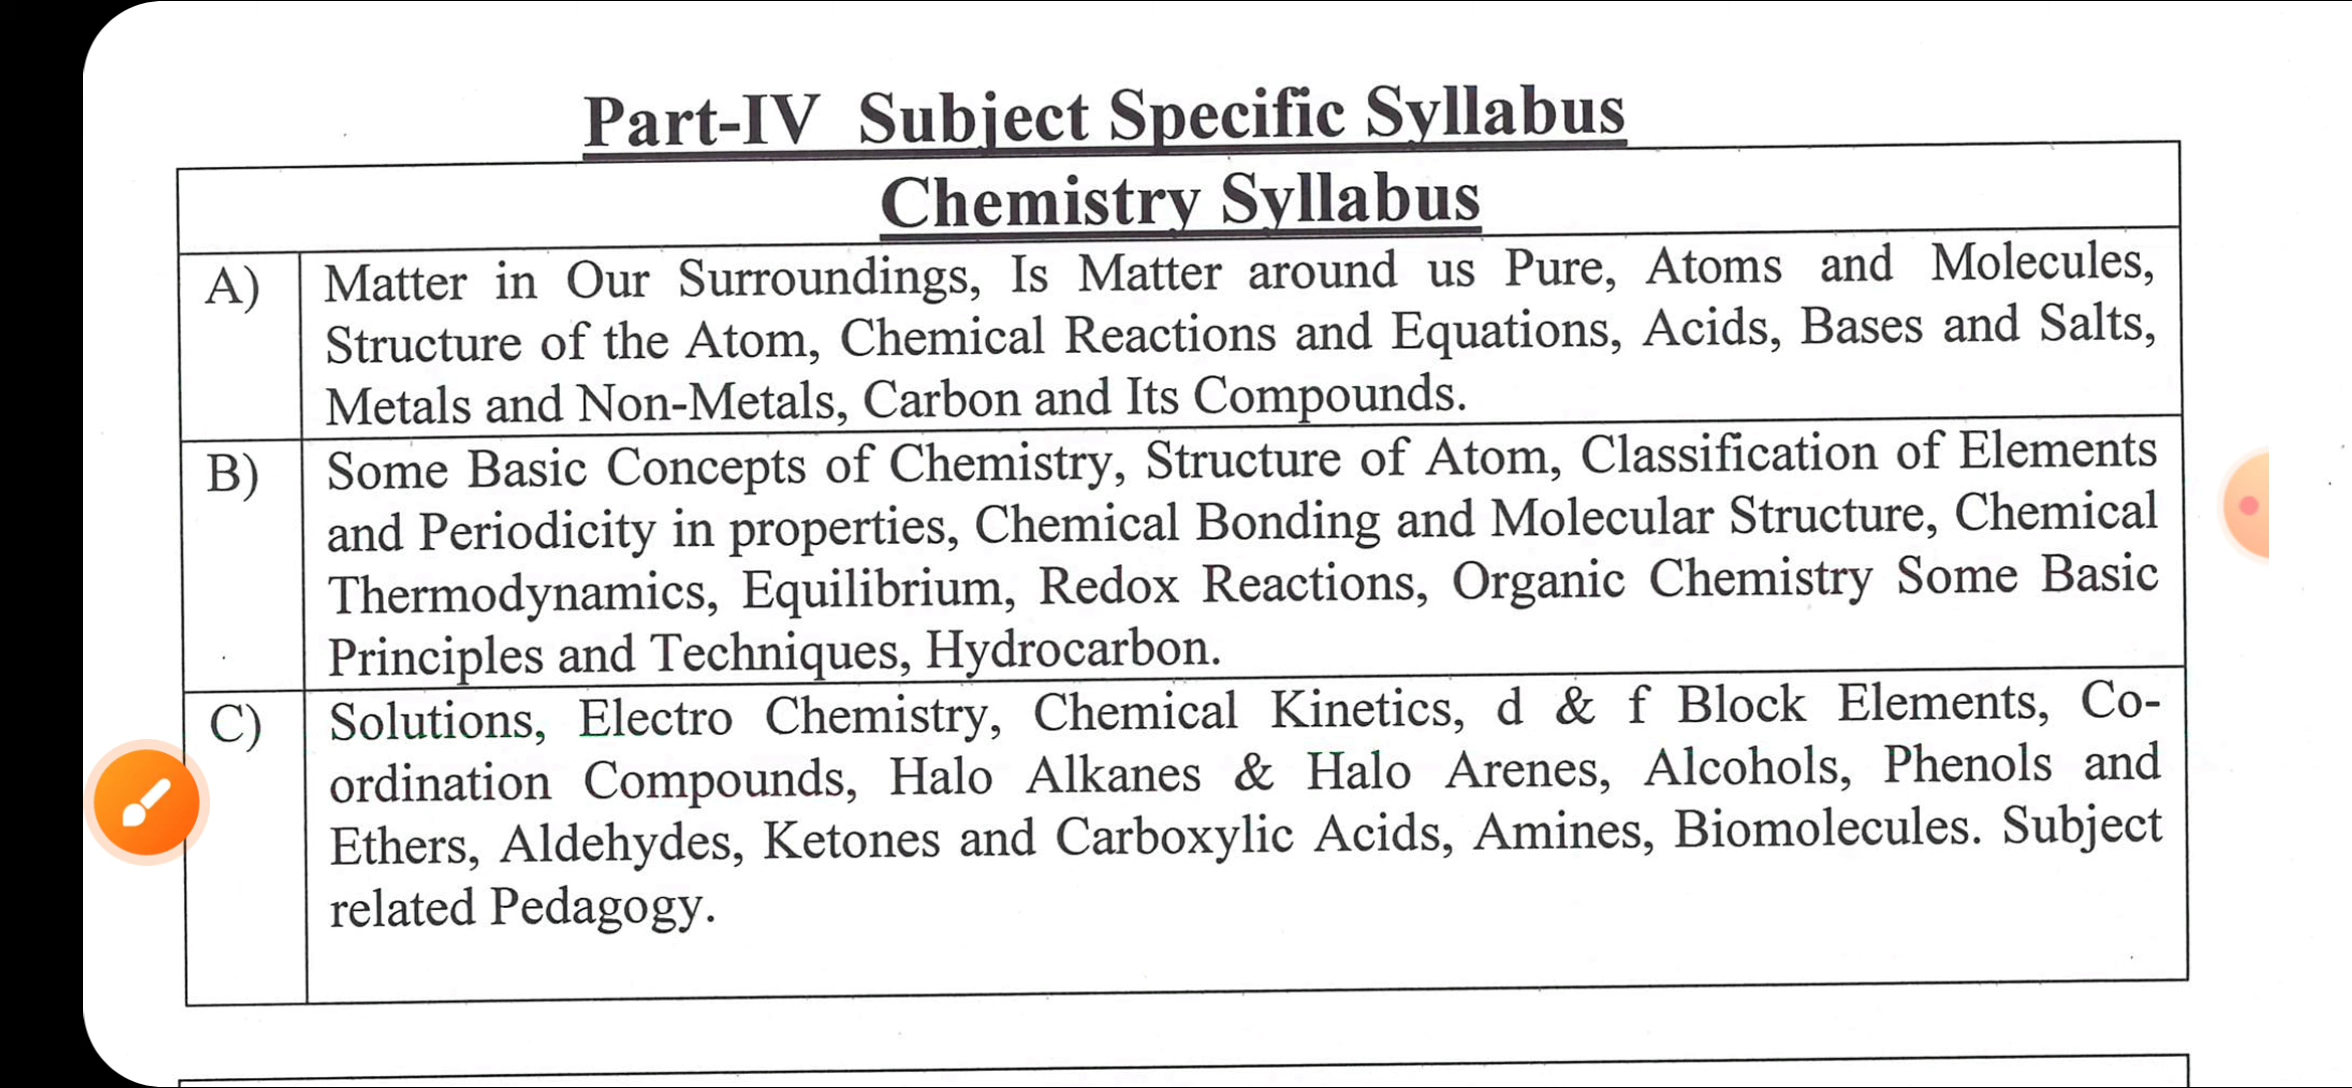 Part-IV Subject Specific Syllabus
Chemistry Syllabus
A)
Matter in Our Surroundings, Is Matter around us Pure, Atoms and Molecules,
Structure of the Atom, Chemical Reactions and Equations, Acids, Bases and Salts,
Metals and Non-Metals, Carbon and Its Compounds.
B)
Some Basic Concepts of Chemistry, Structure of Atom, Classification of Elements
and Periodicity in properties, Chemical Bonding and Molecular Structure, Chemical
Thermodynamics, Equilibrium, Redox Reactions, Organic Chemistry Some Basic
Principles and Techniques, Hydrocarbon.
C)
Solutions, Electro Chemistry, Chemical Kinetics, d & f Block Elements, Co-
ordination Compounds, Halo Alkanes & Halo Arenes, Alcohols, Phenols and
Ethers, Aldehydes, Ketones and Carboxylic Acids, Amines, Biomolecules. Subject
related Pedagogy.